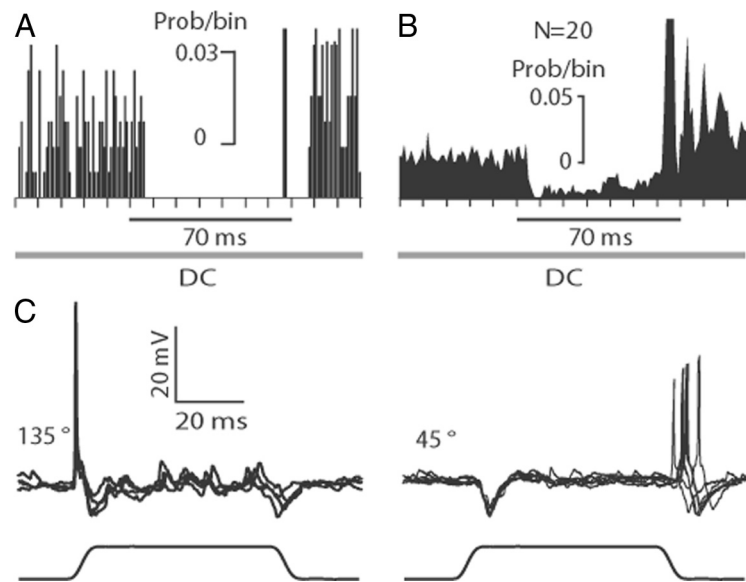 A
Prob/bin
0.03
0
70 ms
DC
B
N=20
Prob/bin
0.05
0
70 ms
DC
C
20 mV
20 ms
135 °
45 °